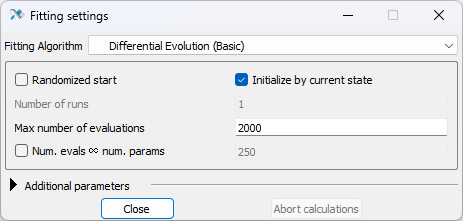 Fitting settings
Fitting Algorithm Differential Evolution (Basic)
Randomized start Initialize by current state
Number of runs 1
Max number of evaluations 2000
Num. evals ∞ num. params 250
Additional parameters
Close Abort calculations